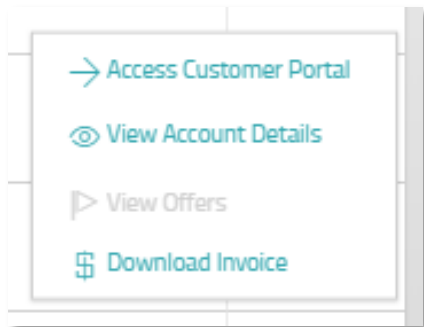 Access Customer Portal
View Account Details
View Offers
Download Invoice